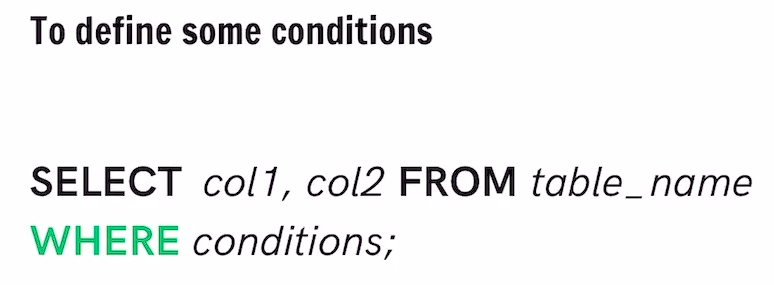 To define some conditions
SELECT col1, col2 FROM table_name
WHERE conditions;